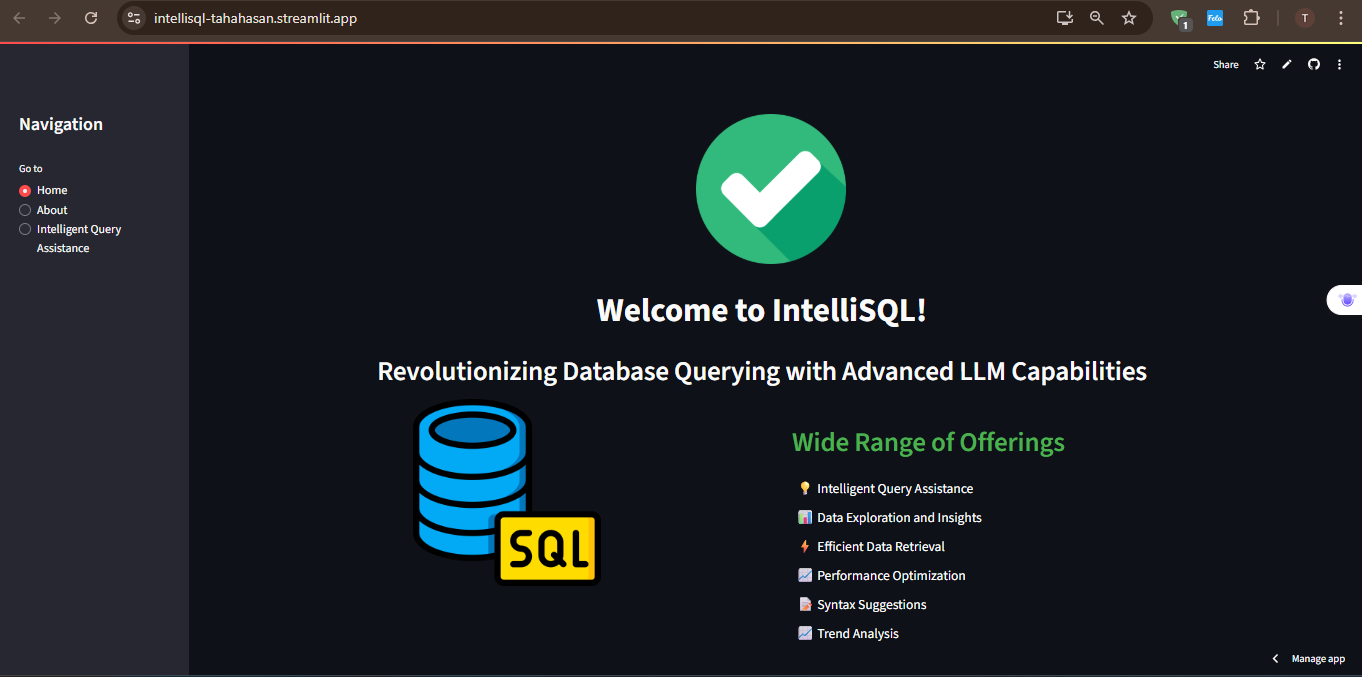 intellisql-tahahasan.streamlit.app
1
Felo
T
Share
Navigation
Go to
Home
About
Intelligent Query
Assistance
Welcome to IntelliSQL!
Revolutionizing Database Querying with Advanced LLM Capabilities
SQL
Wide Range of Offerings
Intelligent Query Assistance
Data Exploration and Insights
Efficient Data Retrieval
Performance Optimization
Syntax Suggestions
Trend Analysis
Manage app